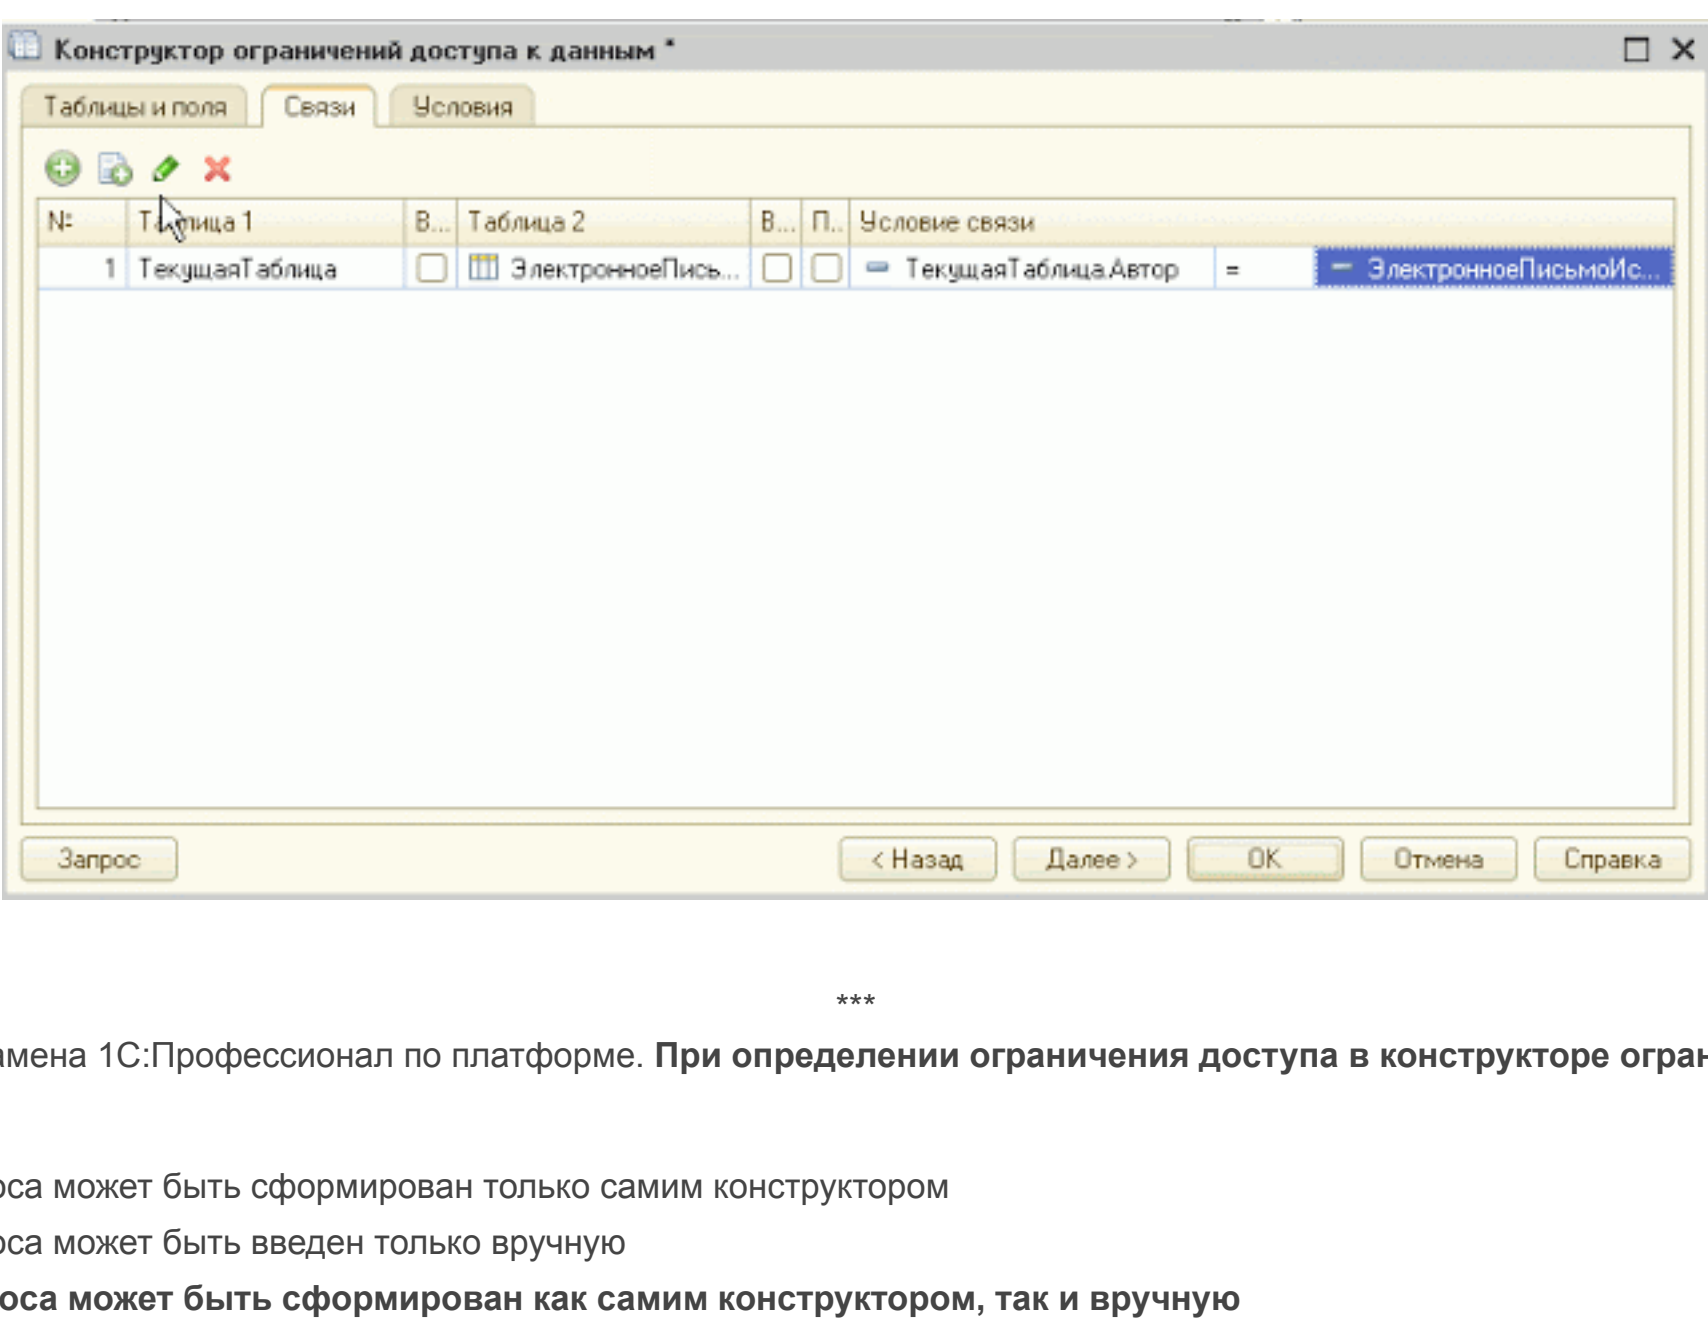 Конструктор ограничений доступа к данным *
Таблицы и поля Связи Условия
N: Таблица 1 В... Таблица 2 В... П.. Условие связи
1 ТекущаяТаблица ЭлектронноеПись... ТекущаяТаблица.Автор = ЭлектронноеПисьмоИс...
Запрос < Назад Далее > OK Отмена Справка
***
амена 1С:Профессионал по платформе. При определении ограничения доступа в конструкторе огран
оса может быть сформирован только самим конструктором
оса может быть введен только вручную
оса может быть сформирован как самим конструктором, так и вручную